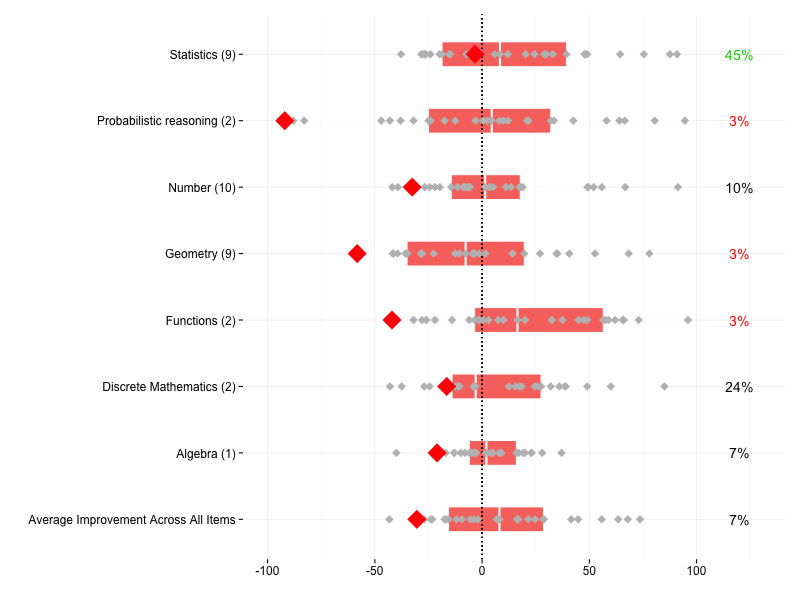 Statistics (9) 45%
Probabilistic reasoning (2) 3%
Number (10) 10%
Geometry (9) 3%
Functions (2) 3%
Discrete Mathematics (2) 24%
Algebra (1) 7%
Average Improvement Across All Items 7%
-100 -50 0 50 100